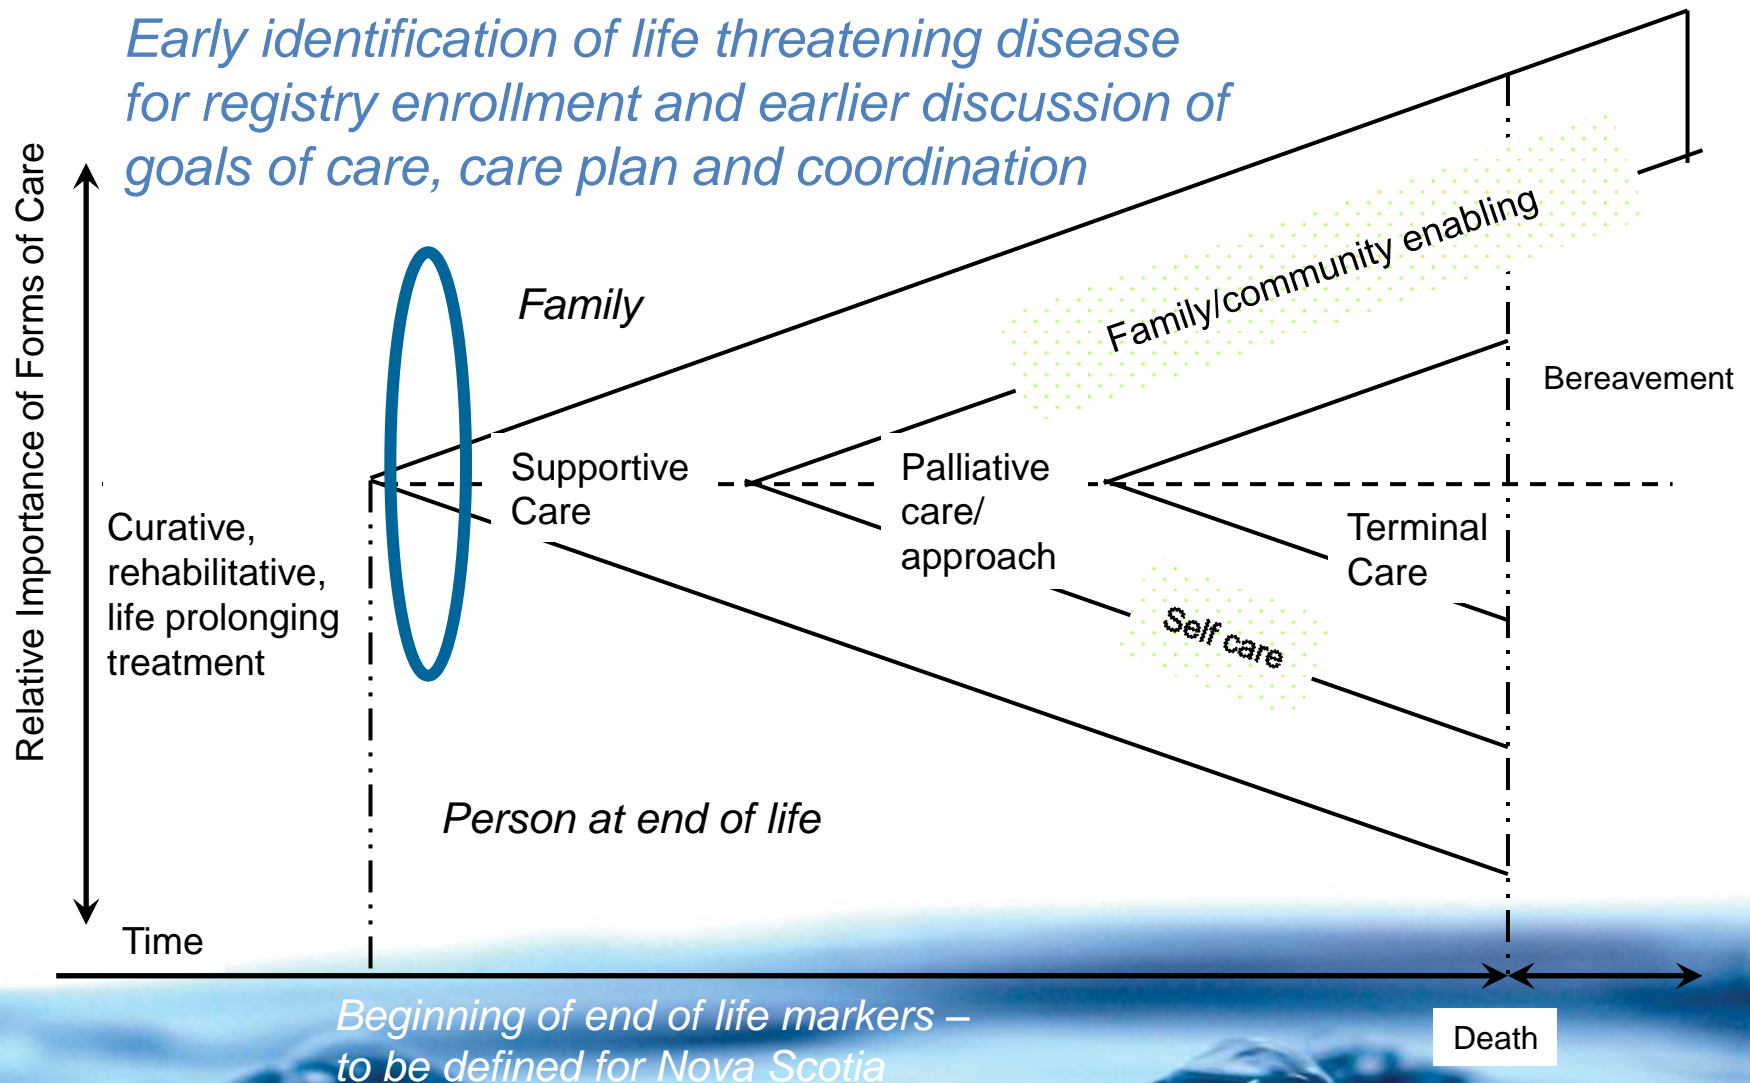 Early identification of life threatening disease
for registry enrollment and earlier discussion of
goals of care, care plan and coordination
Relative Importance of Forms of Care
Family
Family/community enabling
Bereavement
Supportive
Care
Palliative
care/
approach
Curative,
rehabilitative,
life prolonging
treatment
Terminal
Care
Self care
Person at end of life
Time
Beginning of end of life markers –
to be defined for Nova Scotia
Death